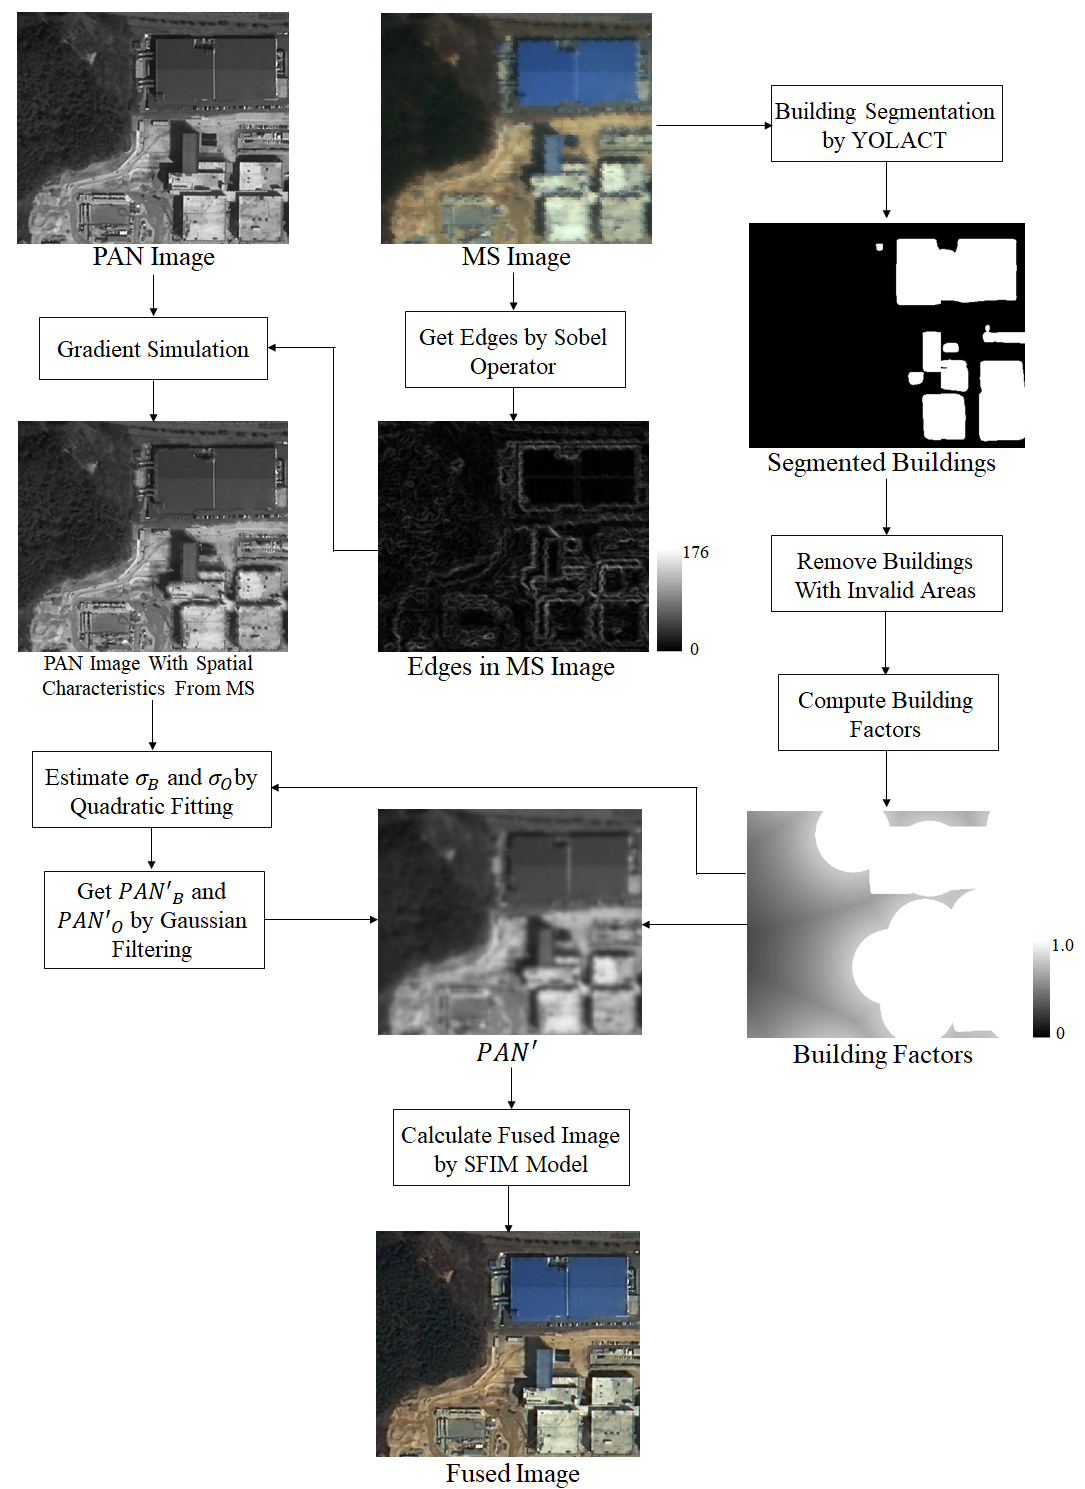 PAN Image
MS Image
Building Segmentation
by YOLACT
Gradient Simulation
Get Edges by Sobel
Operator
Segmented Buildings
176
0
PAN Image With Spatial
Characteristics From MS
Edges in MS Image
Remove Buildings
With Invalid Areas
Compute Building
Factors
Estimate σ_B and σ_O by
Quadratic Fitting
Get PAN′_B and
PAN′_O by Gaussian
Filtering
1.0
0
PAN′
Building Factors
Calculate Fused Image
by SFIM Model
Fused Image